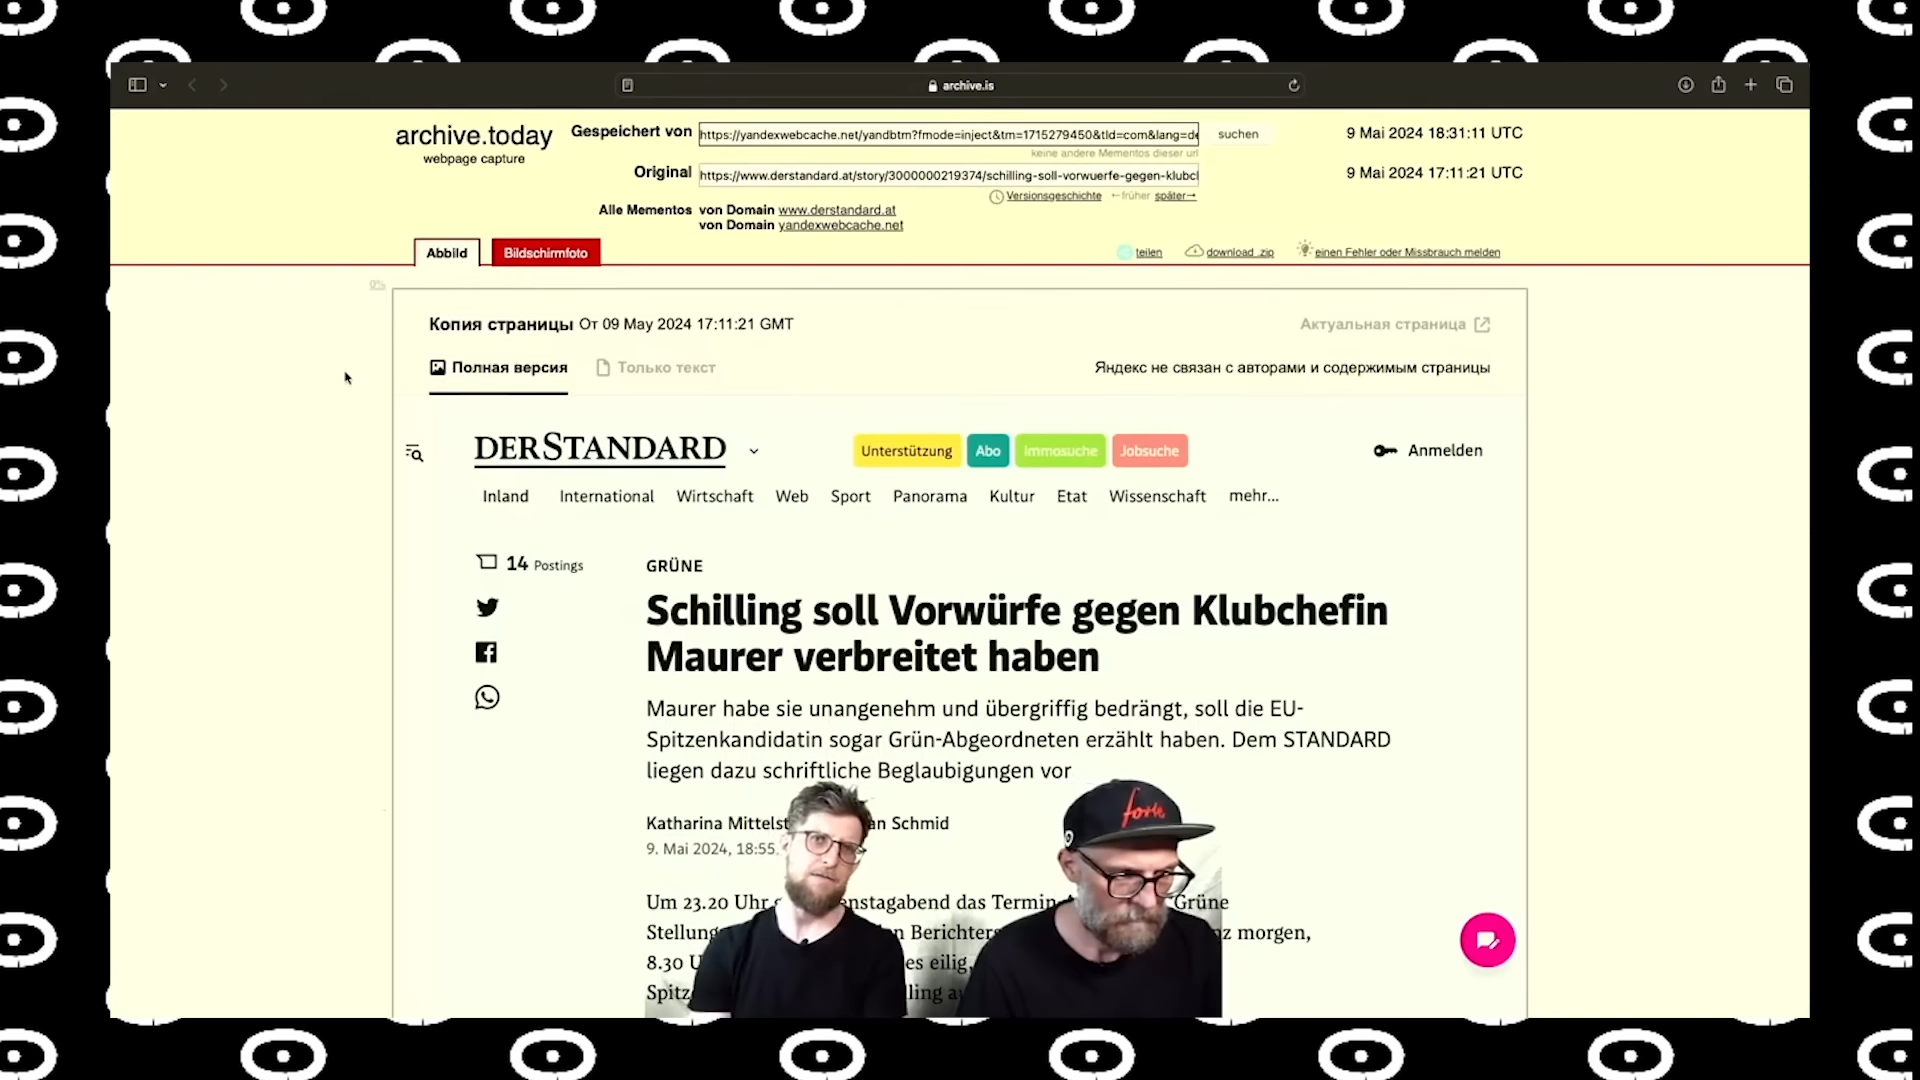 archive.is
archive.today
webpage capture
Gespeichert von
https://yandexwebcache.net/yandbtm?fmode=inject&tm=1715279450&tld=com&lang=de
suchen
9 Mai 2024 18:31:11 UTC
keine andere Mementos dieser url
Original
https://www.derstandard.at/story/3000000219374/schilling-soll-vorwuerfe-gegen-klubcl
9 Mai 2024 17:11:21 UTC
Versionsgeschichte ←früher später→
Alle Mementos von Domain www.derstandard.at
von Domain yandexwebcache.net
Abbild Bildschirmfoto
teilen download .zip einen Fehler oder Missbrauch melden
0%
Копия страницы От 09 May 2024 17:11:21 GMT
Актуальная страница
Полная версия Только текст
Яндекс не связан с авторами и содержимым страницы
DERSTANDARD
Unterstützung Abo Immosuche Jobsuche
Anmelden
Inland International Wirtschaft Web Sport Panorama Kultur Etat Wissenschaft mehr...
14 Postings
GRÜNE
Schilling soll Vorwürfe gegen Klubchefin
Maurer verbreitet haben
Maurer habe sie unangenehm und übergriffig bedrängt, soll die EU-
Spitzenkandidatin sogar Grün-Abgeordneten erzählt haben. Dem STANDARD
liegen dazu schriftliche Beglaubigungen vor
Katharina Schmid
9. Mai 2024, 18:55
Um 23.20 Uhr das Termin Grüne
morgen,
8.30 es eilig,